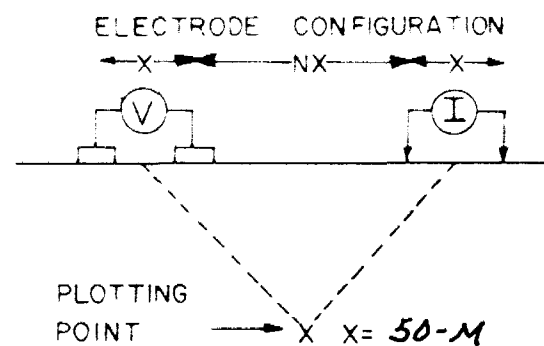 ELECTRODE CONFIGURATION
X NX X
V I
PLOTTING
POINT X X= 50-M